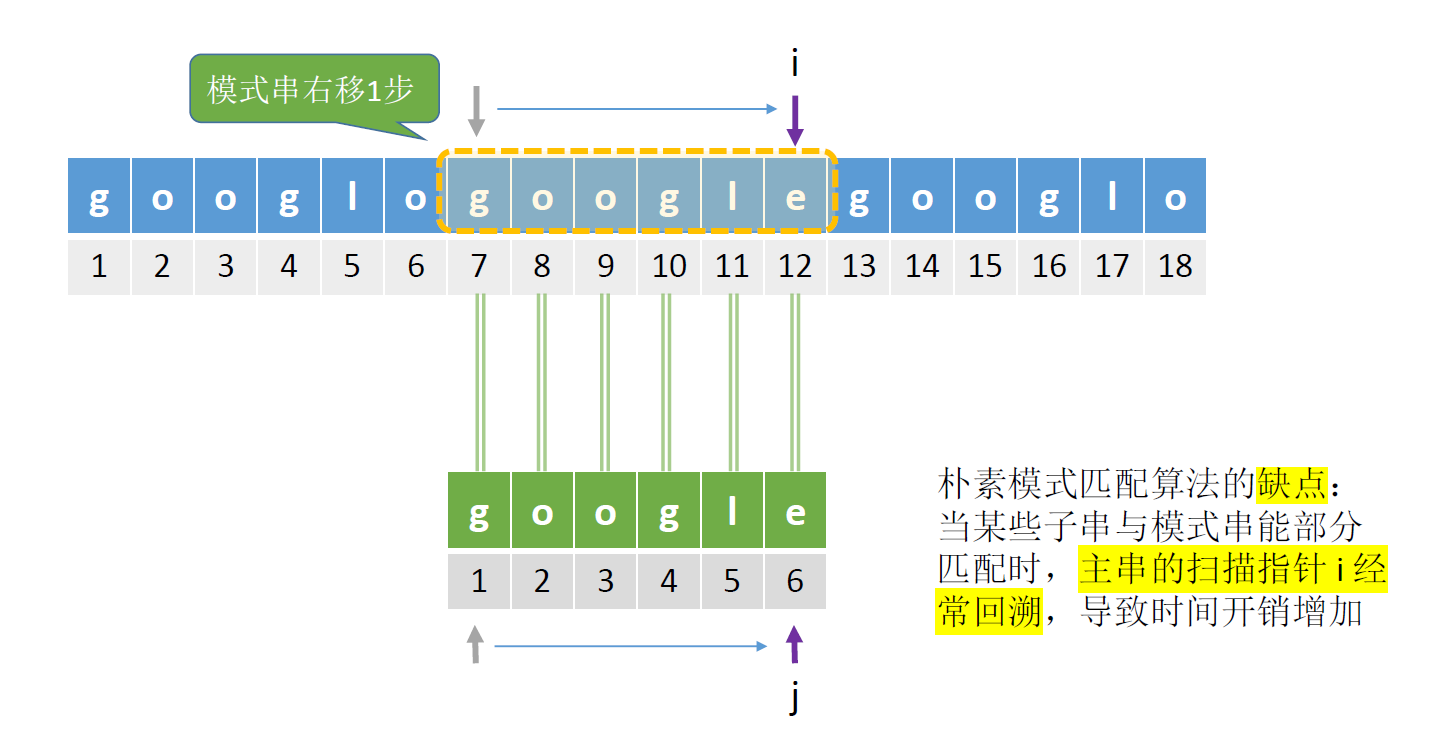 i
模式串右移1步
g o o g l o g o o g l e g o o g l o
1 2 3 4 5 6 7 8 9 10 11 12 13 14 15 16 17 18
g o o g l e
1 2 3 4 5 6
j
朴素模式匹配算法的缺点：
当某些子串与模式串能部分
匹配时，主串的扫描指针 i 经
常回溯，导致时间开销增加